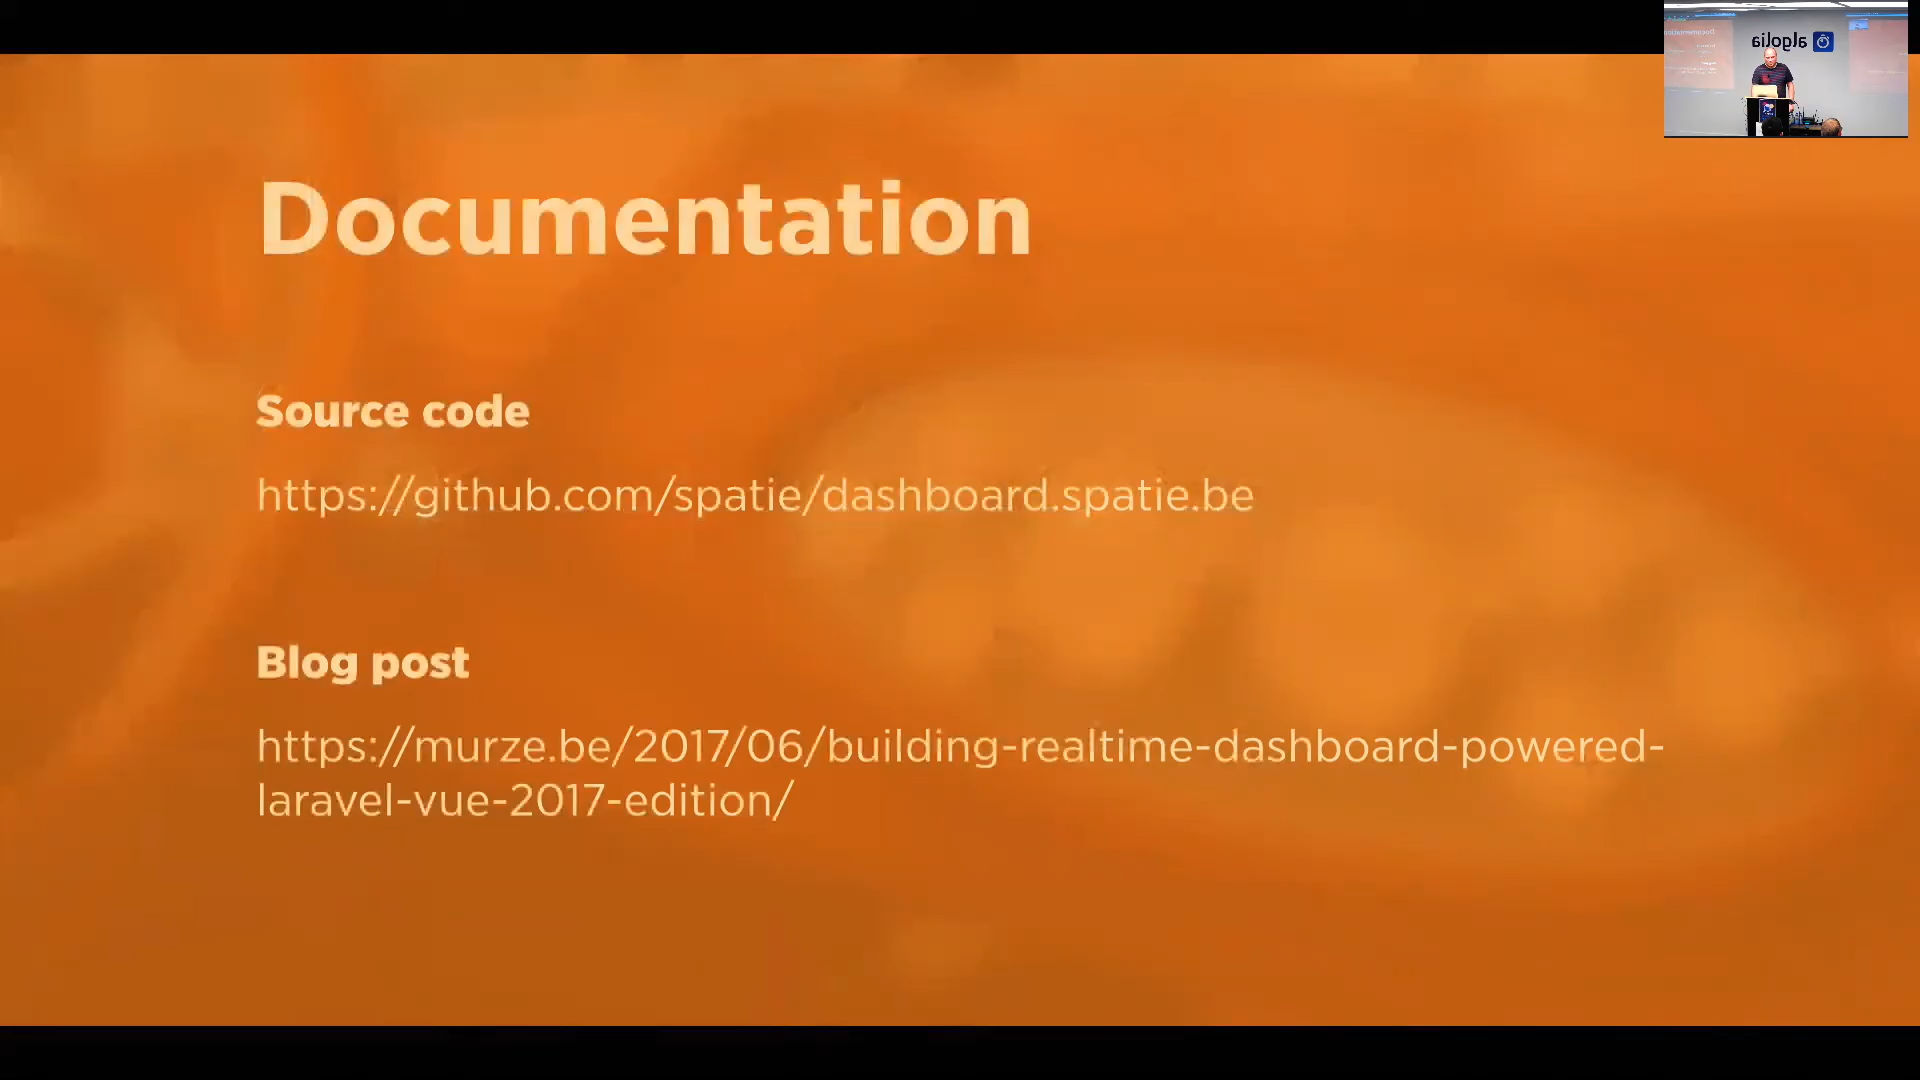 algolia
Documentation
Source code
https://github.com/spatie/dashboard.spatie.be
Blog post
https://murze.be/2017/06/building-realtime-dashboard-powered-
laravel-vue-2017-edition/